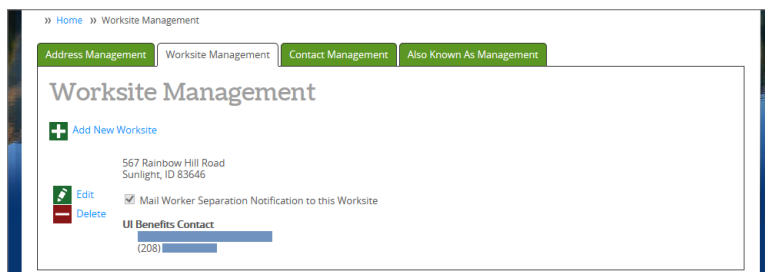 » Home » Worksite Management
Address Management Worksite Management Contact Management Also Known As Management
Worksite Management
Add New Worksite
567 Rainbow Hill Road
Sunlight, ID 83646
Edit
Mail Worker Separation Notification to this Worksite
Delete
UI Benefits Contact
(208)